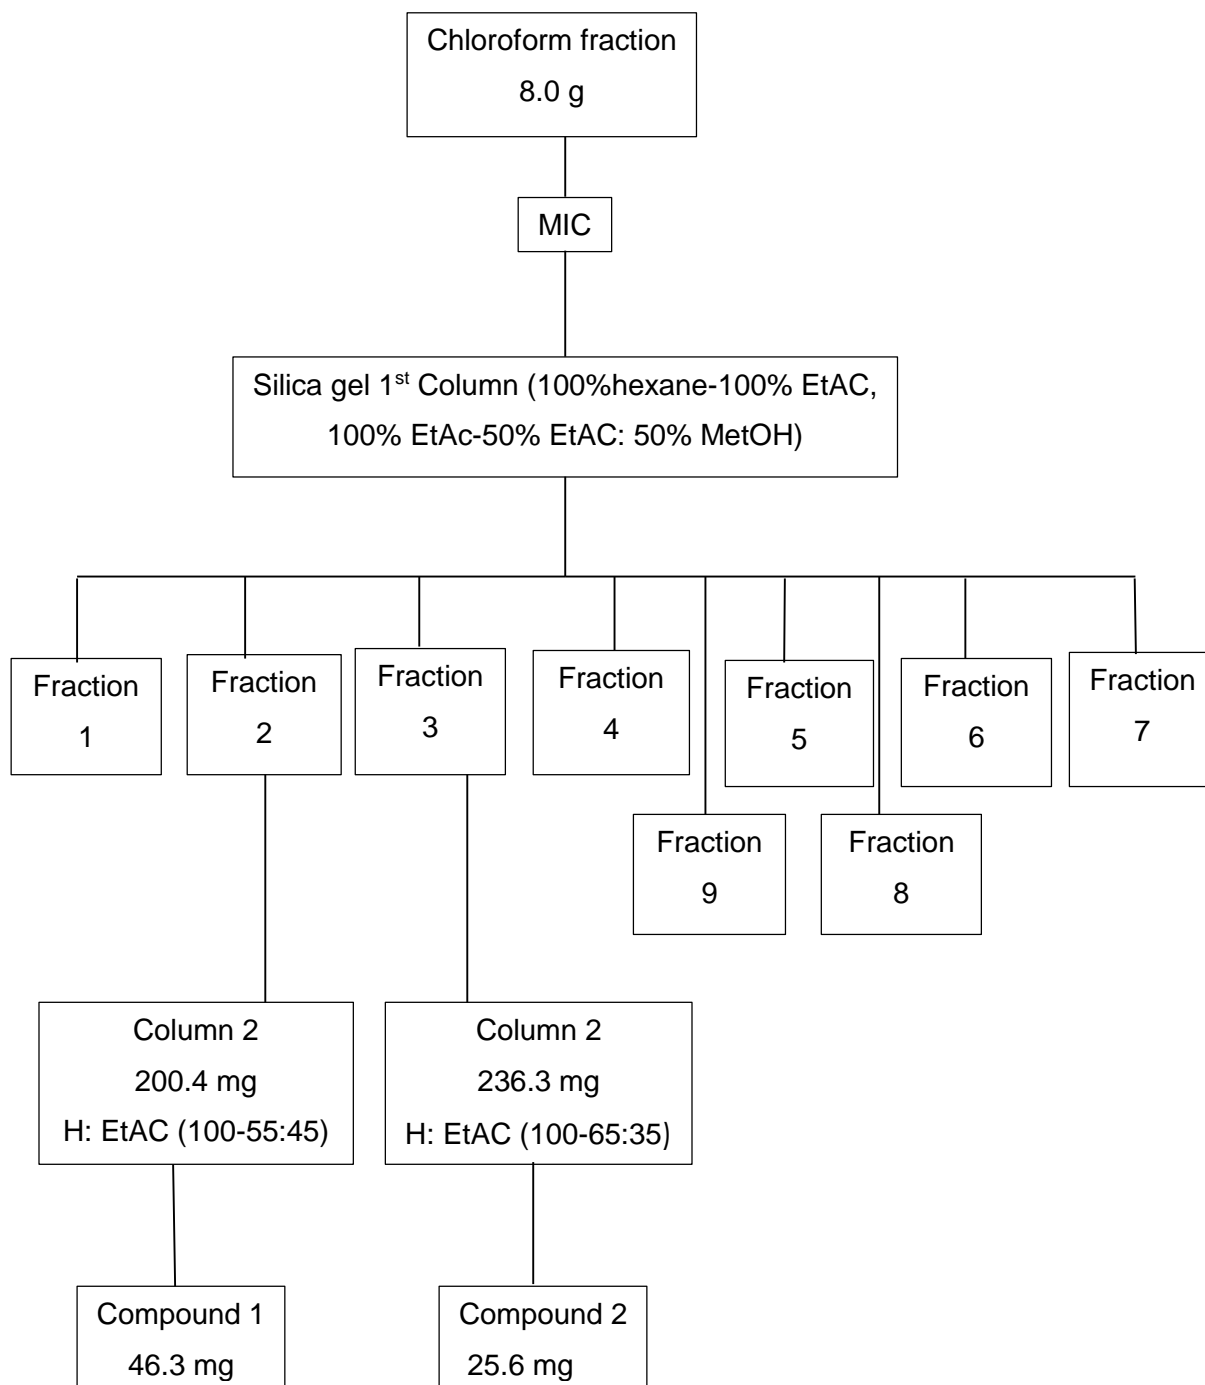 Chloroform fraction
8.0 g
MIC
Silica gel 1st Column (100%hexane-100% EtAC,
100% EtAc-50% EtAC: 50% MetOH)
Fraction
1
Fraction
2
Fraction
3
Fraction
4
Fraction
5
Fraction
6
Fraction
7
Fraction
9
Fraction
8
Column 2
200.4 mg
H: EtAC (100-55:45)
Column 2
236.3 mg
H: EtAC (100-65:35)
Compound 1
46.3 mg
Compound 2
25.6 mg